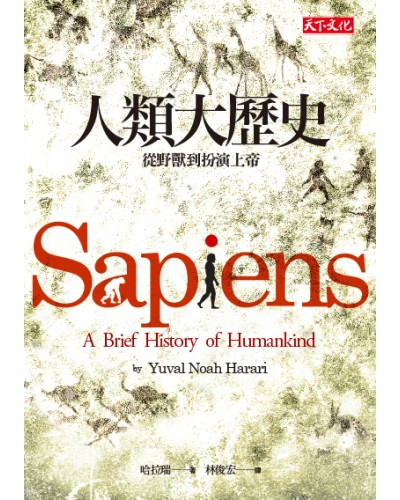 天下文化
人類大歷史
從野獸到扮演上帝
Sapiens
A Brief History of Humankind
by Yuval Noah Harari
哈拉瑞──著 林俊宏──譯